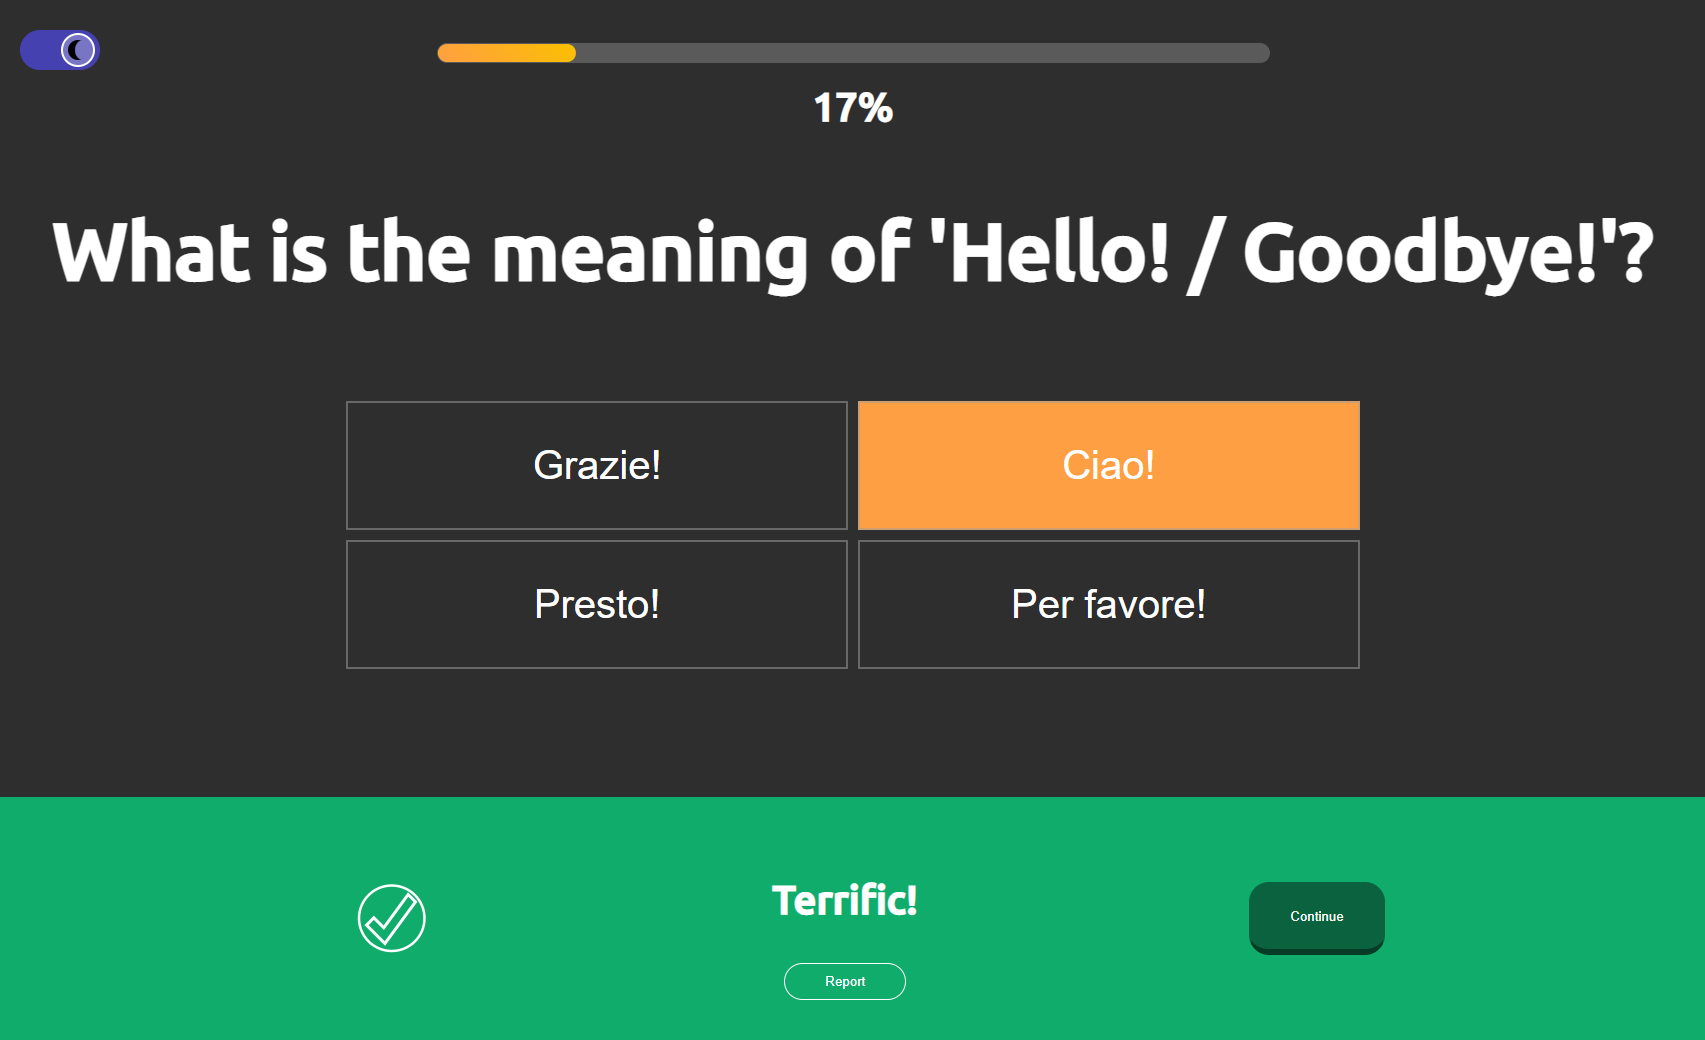 17%
What is the meaning of 'Hello! / Goodbye!'?
Grazie!
Ciao!
Presto!
Per favore!
Terrific!
Continue
Report